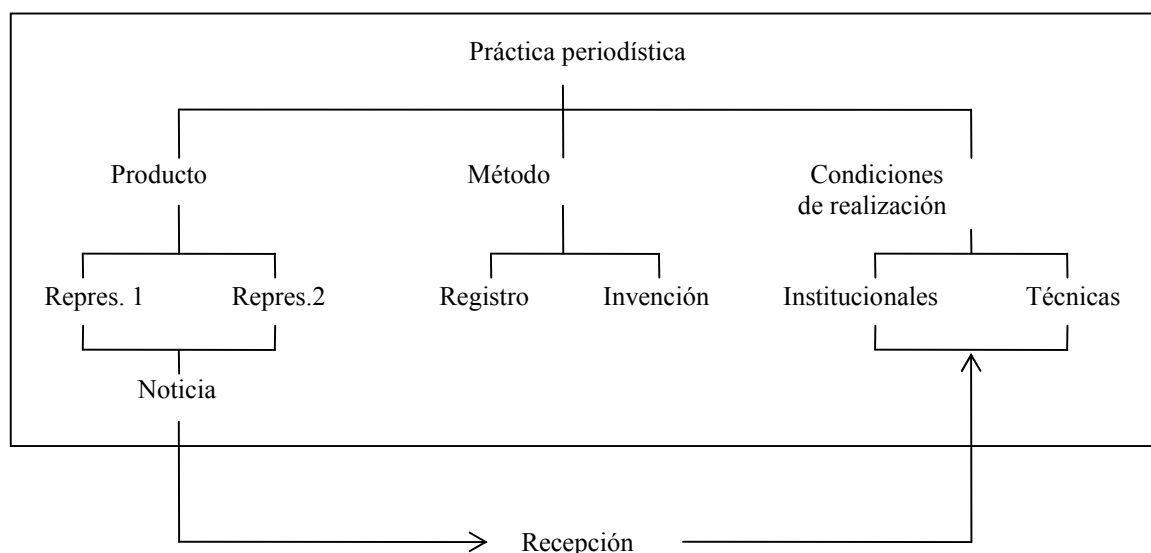 Práctica periodística
Producto
Método
Condiciones
de realización
Repres. 1
Repres.2
Registro
Invención
Institucionales
Técnicas
Noticia
Recepción